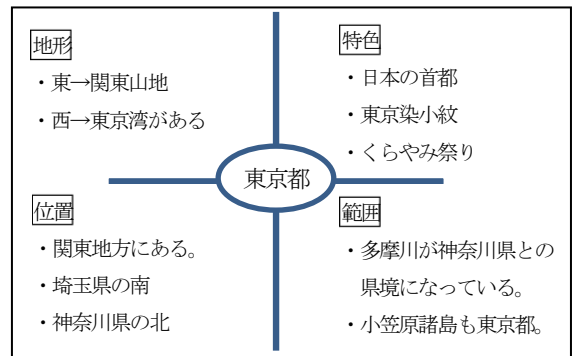 地形
・東→関東山地
・西→東京湾がある
特色
・日本の首都
・東京染小紋
・くらやみ祭り
東京都
位置
・関東地方にある。
・埼玉県の南
・神奈川県の北
範囲
・多摩川が神奈川県との
県境になっている。
・小笠原諸島も東京都。